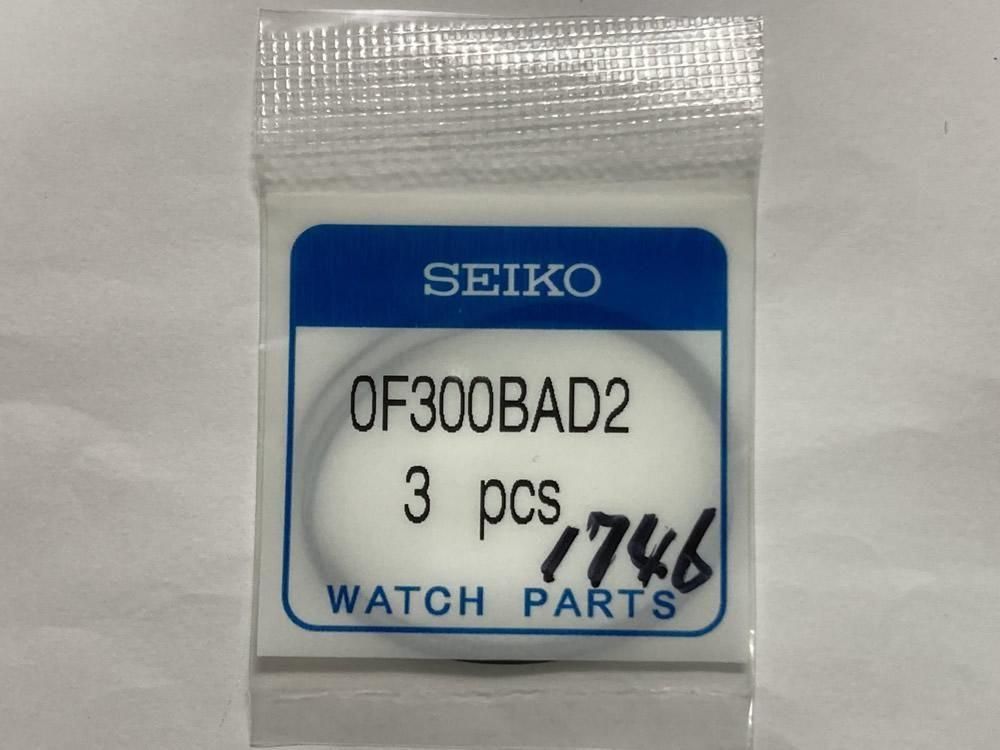 SEIKO
0F300BAD2
3 pcs
1746
WATCH PARTS